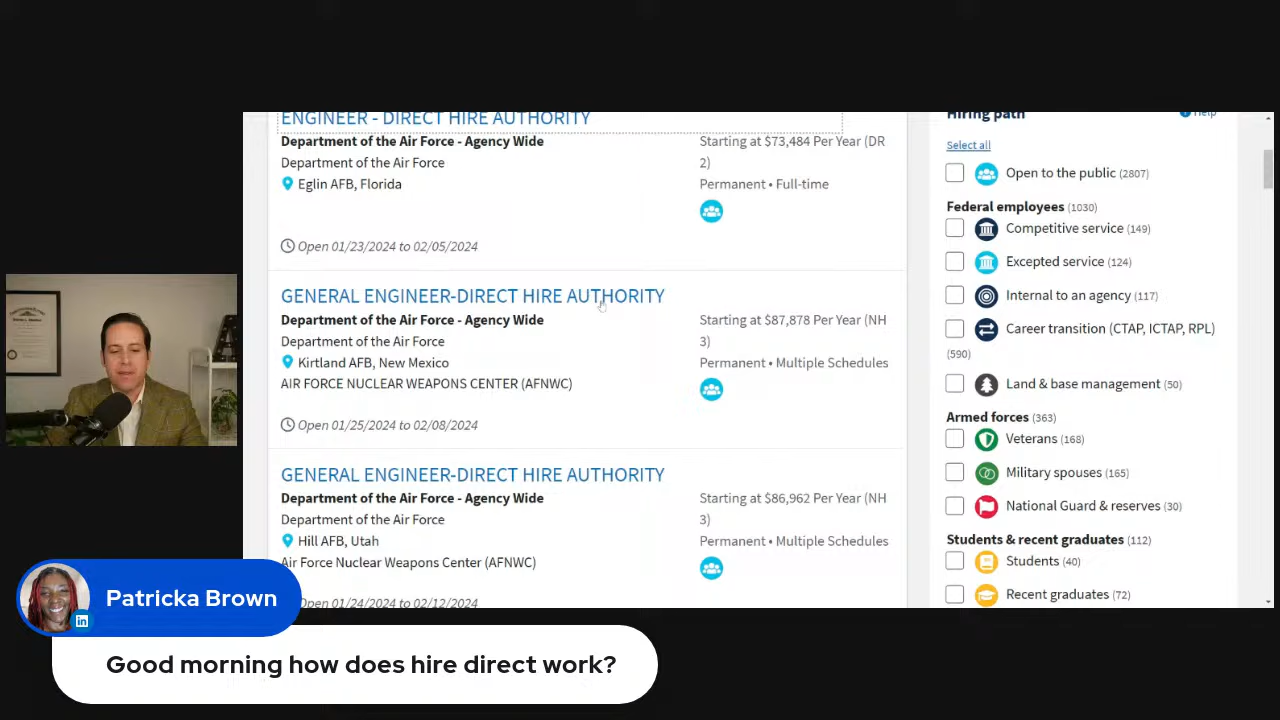 ENGINEER - DIRECT HIRE AUTHORITY
Department of the Air Force - Agency Wide
Department of the Air Force
Eglin AFB, Florida
Starting at $73,484 Per Year (DR
2)
Permanent • Full-time
Open 01/23/2024 to 02/05/2024
GENERAL ENGINEER-DIRECT HIRE AUTHORITY
Department of the Air Force - Agency Wide
Department of the Air Force
Kirtland AFB, New Mexico
AIR FORCE NUCLEAR WEAPONS CENTER (AFNWC)
Starting at $87,878 Per Year (NH
3)
Permanent • Multiple Schedules
Open 01/25/2024 to 02/08/2024
GENERAL ENGINEER-DIRECT HIRE AUTHORITY
Department of the Air Force - Agency Wide
Department of the Air Force
Hill AFB, Utah
Air Force Nuclear Weapons Center (AFNWC)
Starting at $86,962 Per Year (NH
3)
Permanent • Multiple Schedules
Open 01/24/2024 to 02/12/2024
Hiring path
Help
Select all
Open to the public (2807)
Federal employees (1030)
Competitive service (149)
Excepted service (124)
Internal to an agency (117)
Career transition (CTAP, ICTAP, RPL)
(590)
Land & base management (50)
Armed forces (363)
Veterans (168)
Military spouses (165)
National Guard & reserves (30)
Students & recent graduates (112)
Students (40)
Recent graduates (72)
Patricka Brown
in
Good morning how does hire direct work?